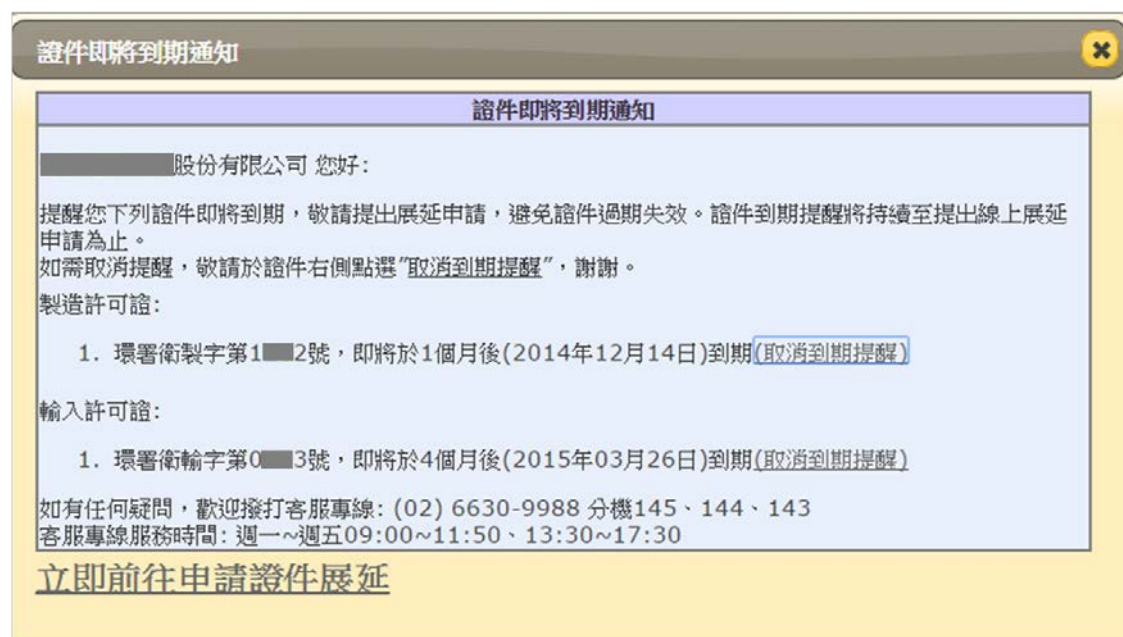 證件即將到期通知
證件即將到期通知
股份有限公司 您好:
提醒您下列證件即將到期，敬請提出展延申請，避免證件過期失效。證件到期提醒將持續至提出線上展延
申請為止。
如需取消提醒，敬請於證件右側點選"取消到期提醒"，謝謝。
製造許可證:
1. 環署衛製字第1 2號，即將於1個月後(2014年12月14日)到期(取消到期提醒)
輸入許可證:
1. 環署衛輸字第0 3號，即將於4個月後(2015年03月26日)到期(取消到期提醒)
如有任何疑問，歡迎撥打客服專線: (02) 6630-9988 分機145、144、143
客服專線服務時間: 週一~週五09:00~11:50、13:30~17:30
立即前往申請證件展延